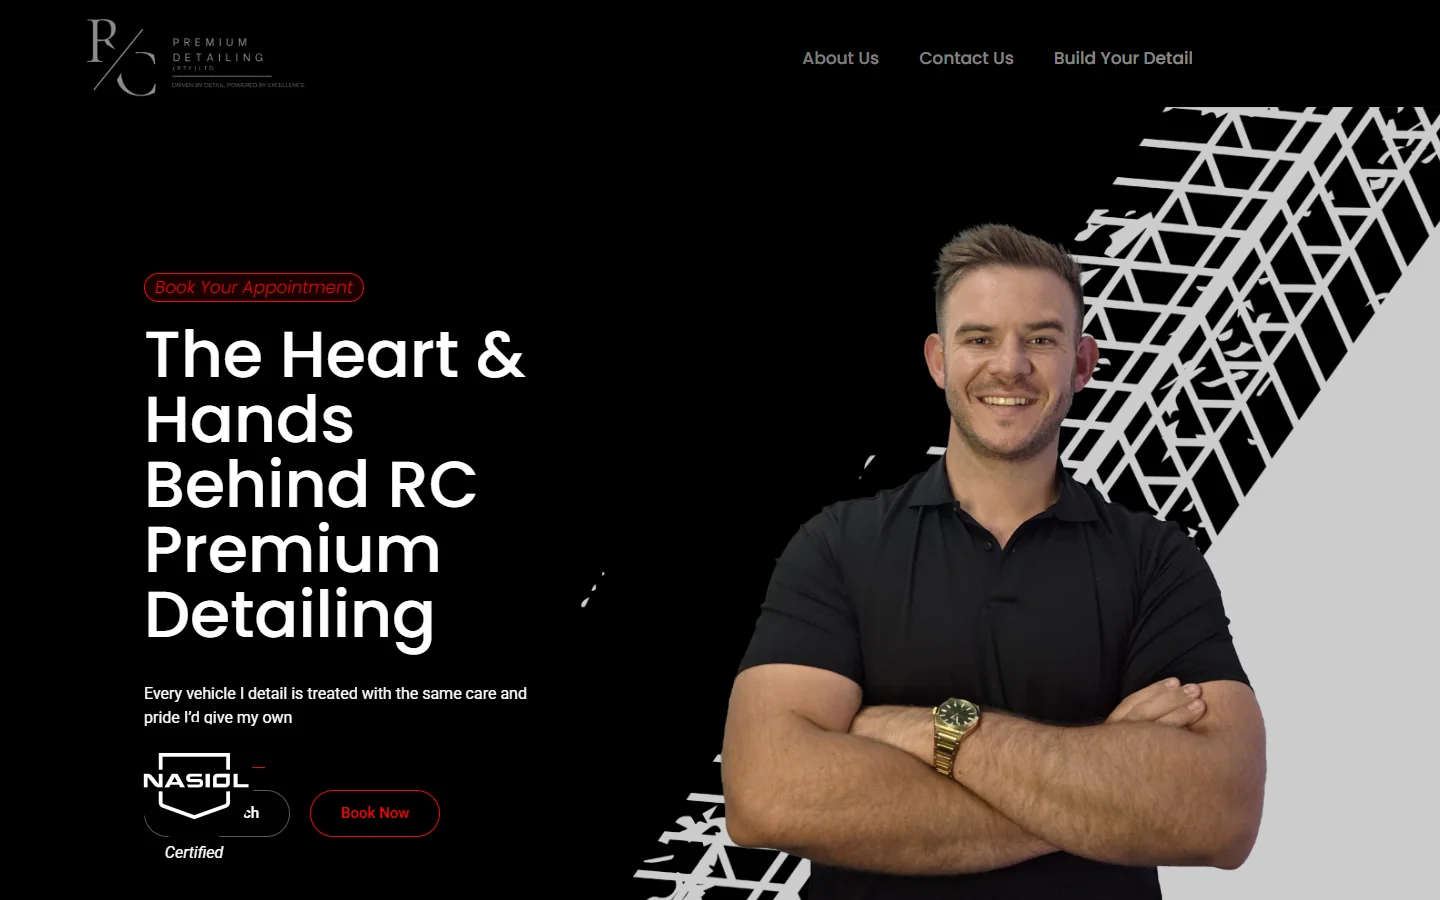 R/C
PREMIUM
DETAILING
(PTY)LTD
DRIVEN BY DETAIL, POWERED BY EXCELLENCE.
About Us
Contact Us
Build Your Detail
Book Your Appointment
The Heart &
Hands
Behind RC
Premium
Detailing
Every vehicle I detail is treated with the same care and
pride I’d give my own
NASIOL
ch
Book Now
Certified